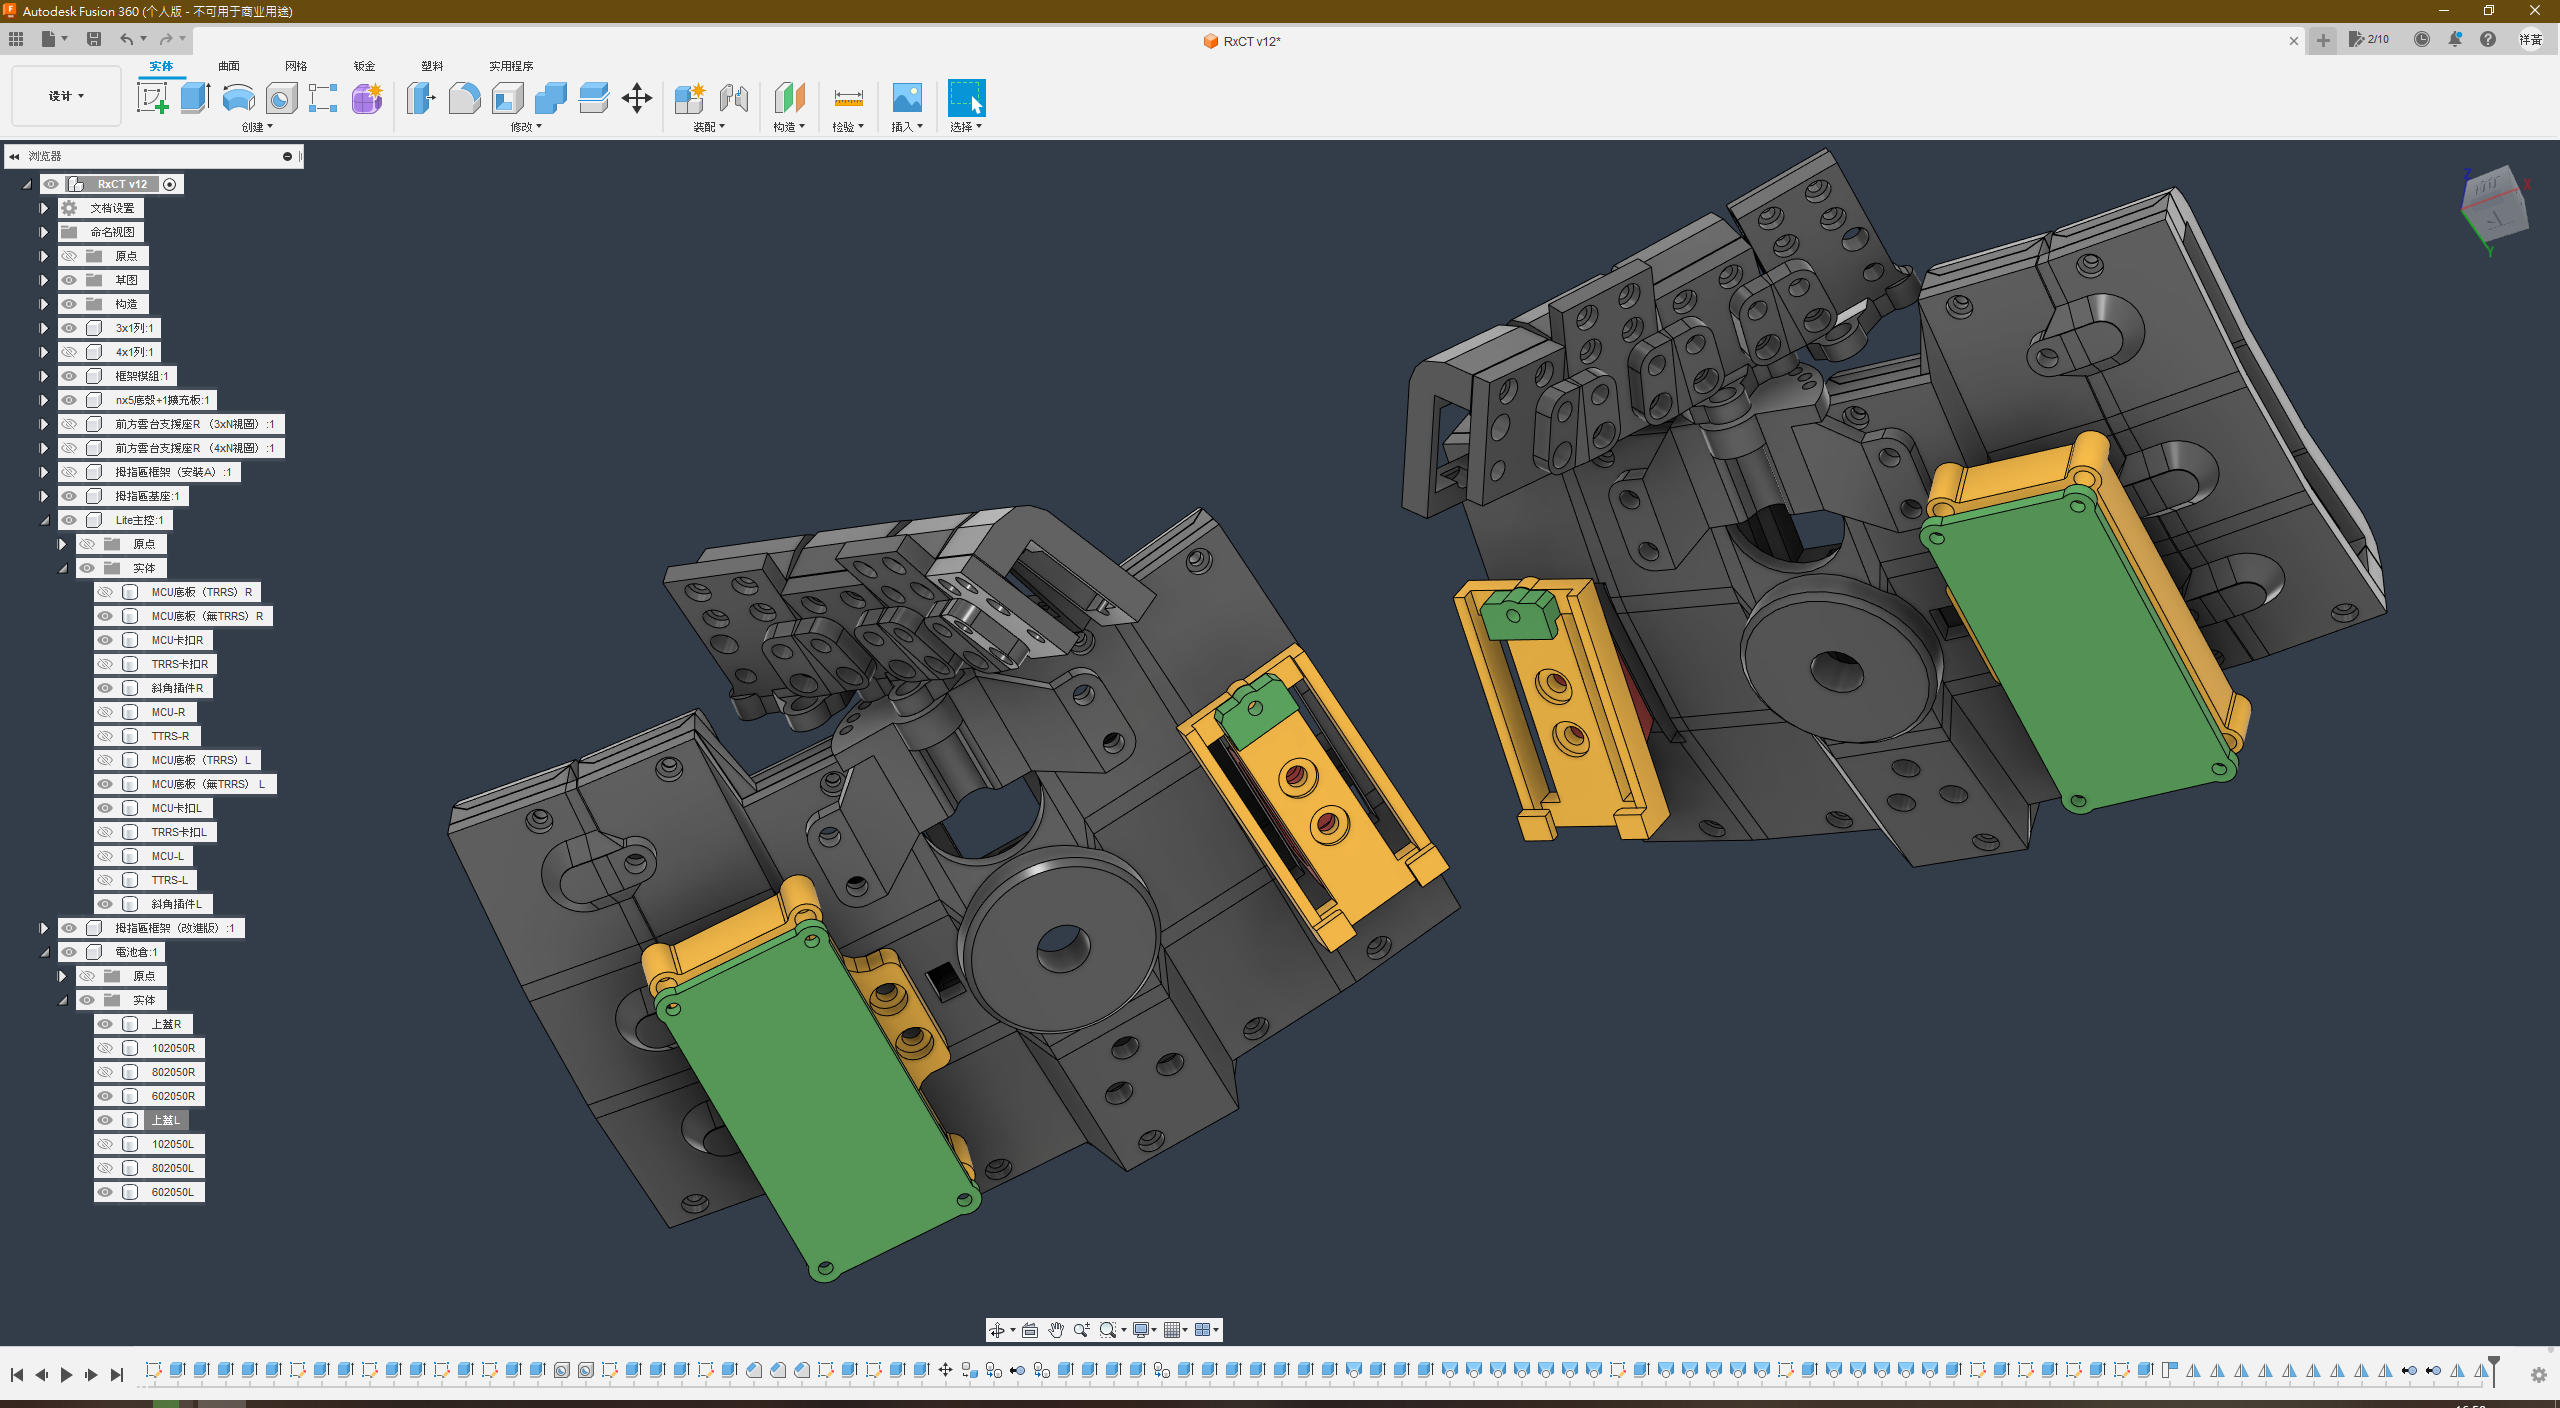 Autodesk Fusion 360 (个人版 - 不可用于商业用途)
RxCT v12*
2/10
祥黃
实体 曲面 网格 钣金 塑料 实用程序
设计
创建 修改 装配 构造 检验 插入 选择
浏览器
RxCT v12
文档设置
命名视图
原点
草图
构造
3x1列:1
4x1列:1
框架模組:1
nx5底殼+1擴充板:1
前方雲台支援座R（3xN視圖）:1
前方雲台支援座R（4xN視圖）:1
拇指區框架（安裝A）:1
拇指區基座:1
Lite主控:1
原点
实体
MCU底板（TRRS）R
MCU底板（無TRRS）R
MCU卡扣R
TRRS卡扣R
斜角插件R
MCU-R
TTRS-R
MCU底板（TRRS）L
MCU底板（無TRRS） L
MCU卡扣L
TRRS卡扣L
MCU-L
TTRS-L
斜角插件L
拇指區框架（改進版）:1
電池倉:1
原点
实体
上蓋R
102050R
802050R
602050R
上蓋L
102050L
802050L
602050L
Z
X
Y